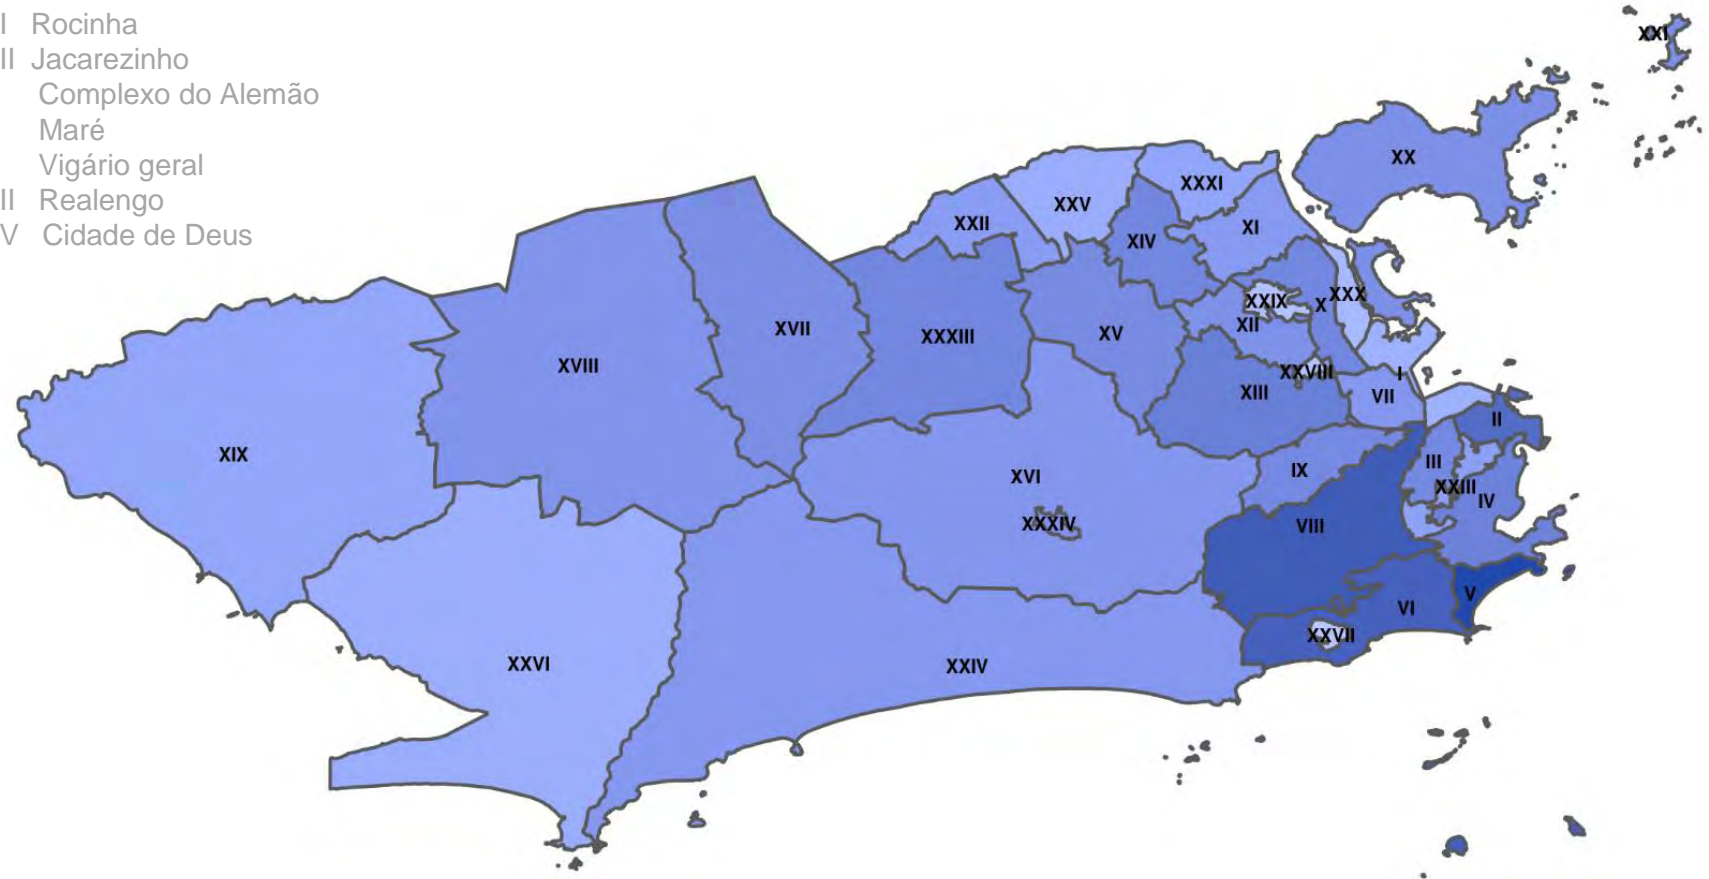 I Rocinha
II Jacarezinho
Complexo do Alemão
Maré
Vigário geral
II Realengo
V Cidade de Deus
XXI
XX
XXXI
XXV
XXII
XI
XIV
XXIX
XXX
X
XII
XVII
XXXIII
XV
XVIII
XXVIII
I
XIII
VII
II
XIX
III
IX
XVI
XXIII
IV
XXXIV
VIII
V
VI
XXVII
XXVI
XXIV